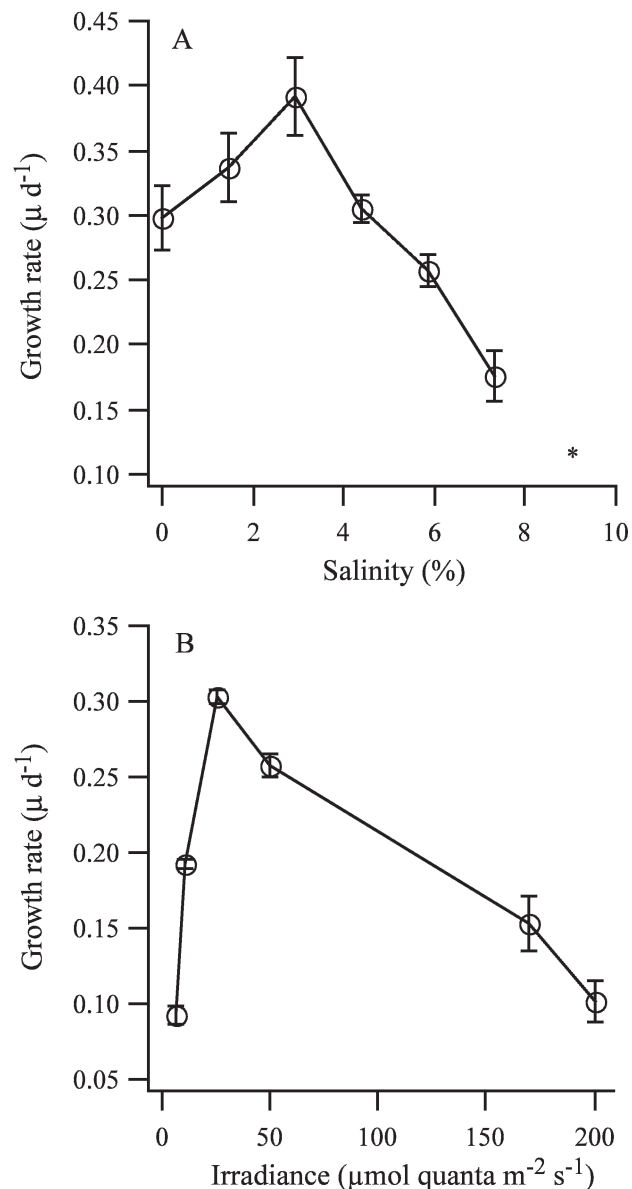 A
0.45
0.40
0.35
0.30
0.25
0.20
0.15
0.10
Growth rate (μ d⁻¹)
*
0 2 4 6 8 10
Salinity (%)
B
0.35
0.30
0.25
0.20
0.15
0.10
0.05
Growth rate (μ d⁻¹)
0 50 100 150 200
Irradiance (μmol quanta m⁻² s⁻¹)